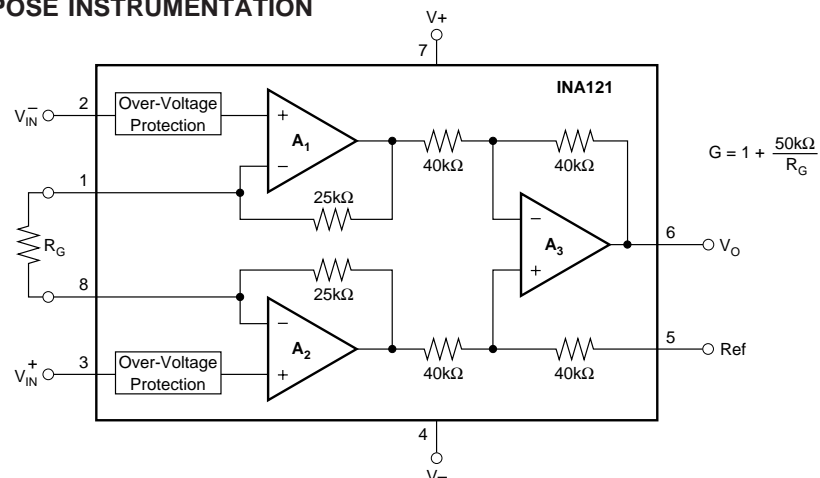 POSE INSTRUMENTATION
V+
7
INA121
V–IN
2
Over-Voltage
Protection
+
A1
–
40kΩ
40kΩ
G = 1 + 50kΩ
RG
1
25kΩ
RG
–
A3
+
6
VO
8
25kΩ
–
A2
+
V+IN
3
Over-Voltage
Protection
40kΩ
40kΩ
5
Ref
4
V–